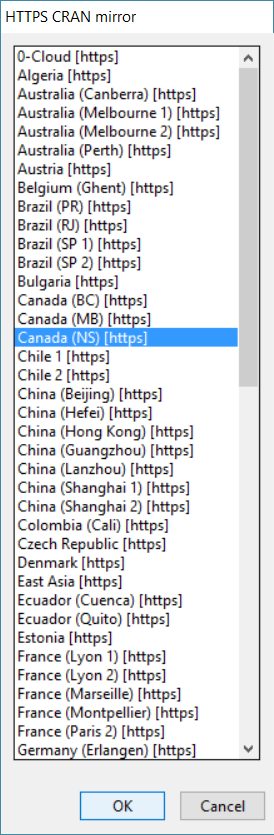 HTTPS CRAN mirror
0-Cloud [https]
Algeria [https]
Australia (Canberra) [https]
Australia (Melbourne 1) [https]
Australia (Melbourne 2) [https]
Australia (Perth) [https]
Austria [https]
Belgium (Ghent) [https]
Brazil (PR) [https]
Brazil (RJ) [https]
Brazil (SP 1) [https]
Brazil (SP 2) [https]
Bulgaria [https]
Canada (BC) [https]
Canada (MB) [https]
Canada (NS) [https]
Chile 1 [https]
Chile 2 [https]
China (Beijing) [https]
China (Hefei) [https]
China (Hong Kong) [https]
China (Guangzhou) [https]
China (Lanzhou) [https]
China (Shanghai 1) [https]
China (Shanghai 2) [https]
Colombia (Cali) [https]
Czech Republic [https]
Denmark [https]
East Asia [https]
Ecuador (Cuenca) [https]
Ecuador (Quito) [https]
Estonia [https]
France (Lyon 1) [https]
France (Lyon 2) [https]
France (Marseille) [https]
France (Montpellier) [https]
France (Paris 2) [https]
Germany (Erlangen) [https]
OK Cancel